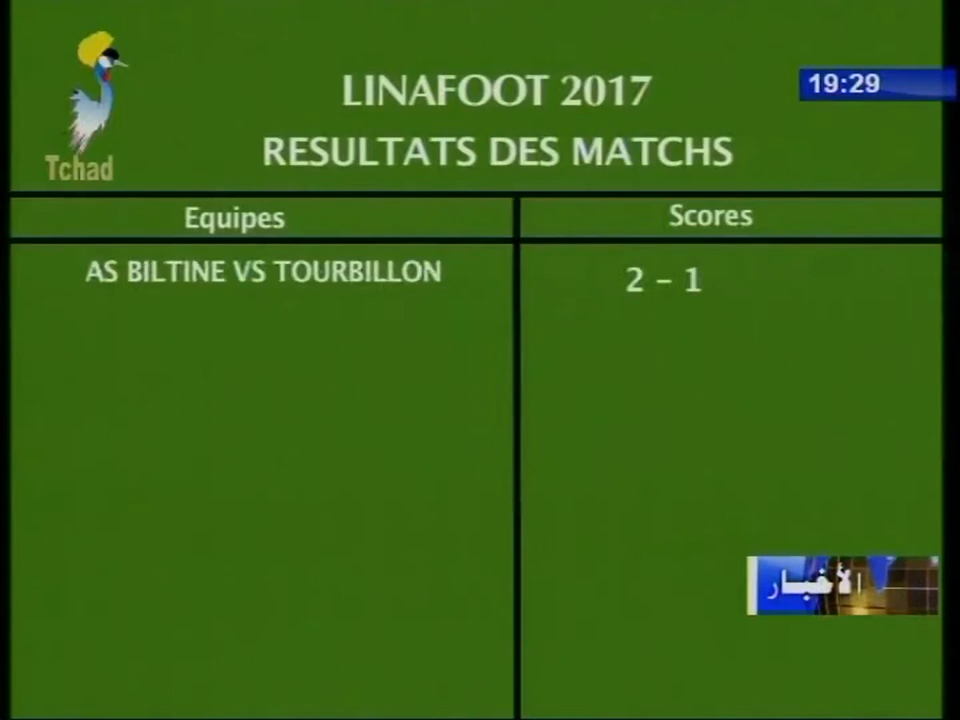 LINAFOOT 2017
19:29
RESULTATS DES MATCHS
Tchad
Equipes
Scores
AS BILTINE VS TOURBILLON
2 - 1
الأخبار